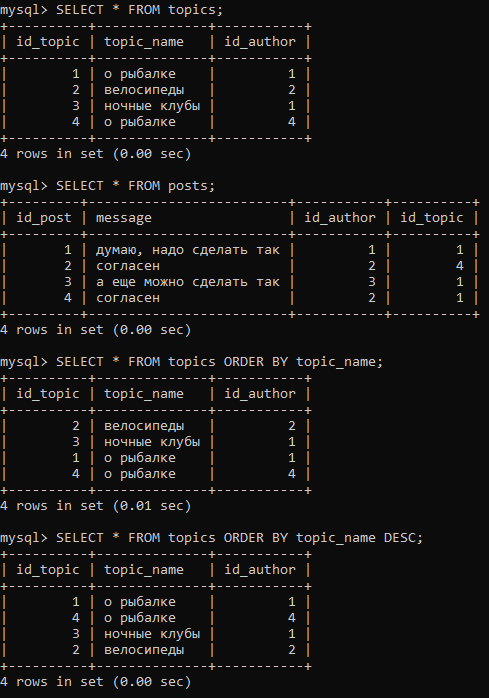 mysql> SELECT * FROM topics;
+----------+--------------+-----------+
| id_topic | topic_name   | id_author |
+----------+--------------+-----------+
|        1 | о рыбалке    |         1 |
|        2 | велосипеды   |         2 |
|        3 | ночные клубы |         1 |
|        4 | о рыбалке    |         4 |
+----------+--------------+-----------+
4 rows in set (0.00 sec)
mysql> SELECT * FROM posts;
+---------+-------------------------+-----------+----------+
| id_post | message                 | id_author | id_topic |
+---------+-------------------------+-----------+----------+
|       1 | думаю, надо сделать так |         1 |        1 |
|       2 | согласен                |         2 |        4 |
|       3 | а еще можно сделать так |         3 |        1 |
|       4 | согласен                |         2 |        1 |
+---------+-------------------------+-----------+----------+
4 rows in set (0.00 sec)
mysql> SELECT * FROM topics ORDER BY topic_name;
+----------+--------------+-----------+
| id_topic | topic_name   | id_author |
+----------+--------------+-----------+
|        2 | велосипеды   |         2 |
|        3 | ночные клубы |         1 |
|        1 | о рыбалке    |         1 |
|        4 | о рыбалке    |         4 |
+----------+--------------+-----------+
4 rows in set (0.01 sec)
mysql> SELECT * FROM topics ORDER BY topic_name DESC;
+----------+--------------+-----------+
| id_topic | topic_name   | id_author |
+----------+--------------+-----------+
|        1 | о рыбалке    |         1 |
|        4 | о рыбалке    |         4 |
|        3 | ночные клубы |         1 |
|        2 | велосипеды   |         2 |
+----------+--------------+-----------+
4 rows in set (0.00 sec)